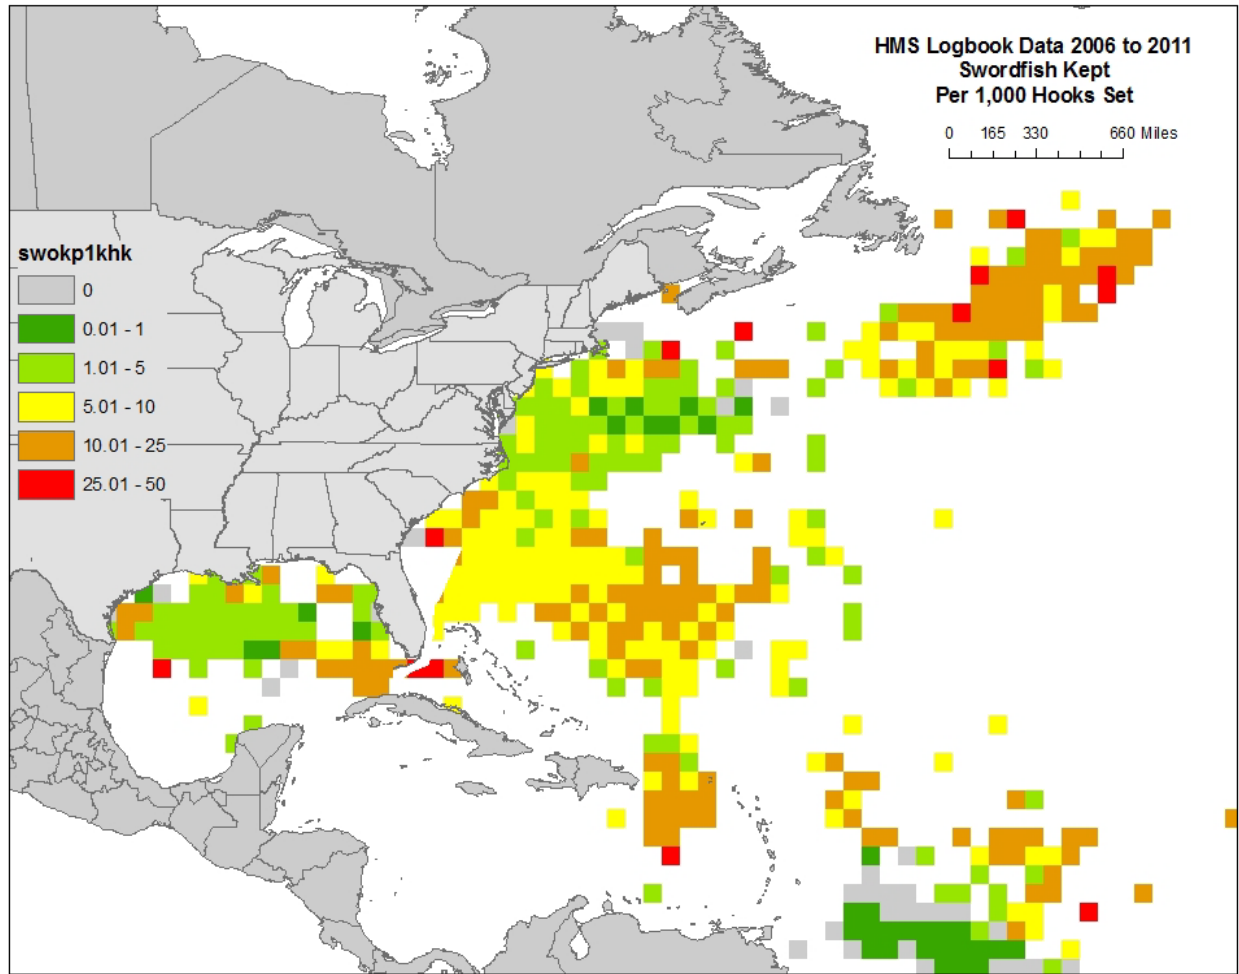 HMS Logbook Data 2006 to 2011
Swordfish Kept
Per 1,000 Hooks Set
0 165 330 660 Miles
swokp1khk
0
0.01 - 1
1.01 - 5
5.01 - 10
10.01 - 25
25.01 - 50